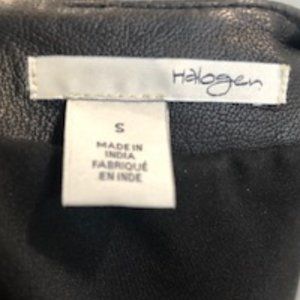 Halogen
S
MADE IN
INDIA
FABRIQUÉ
EN INDE